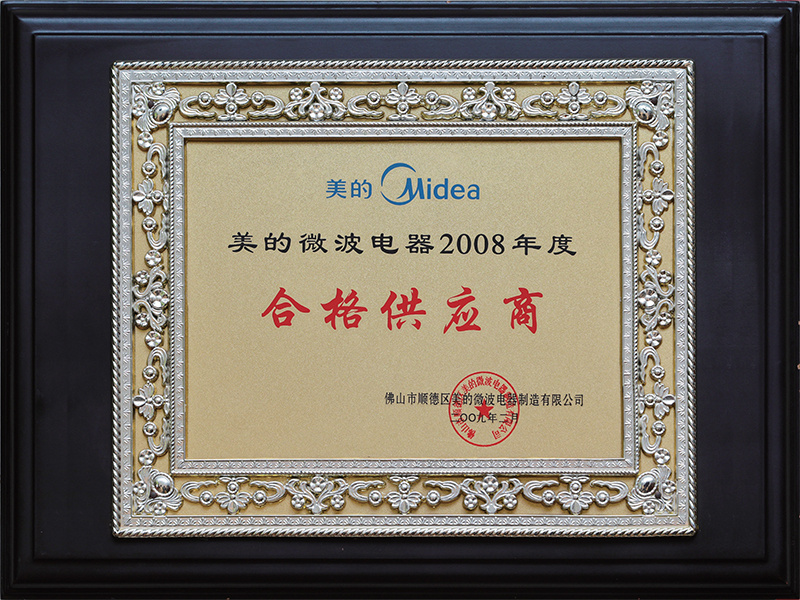 美的 Midea
美的微波电器2008年度
合格供应商
佛山市顺德区美的微波电器制造有限公司
二〇〇九年二月